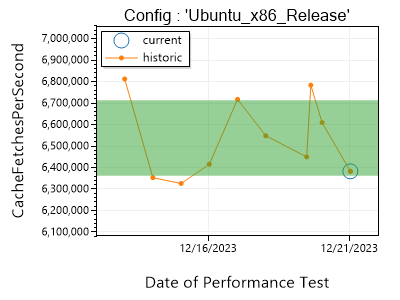 Config : 'Ubuntu_x86_Release'
current
historic
CacheFetchesPerSecond
7,000,000
6,900,000
6,800,000
6,700,000
6,600,000
6,500,000
6,400,000
6,300,000
6,200,000
6,100,000
12/16/2023
12/21/2023
Date of Performance Test